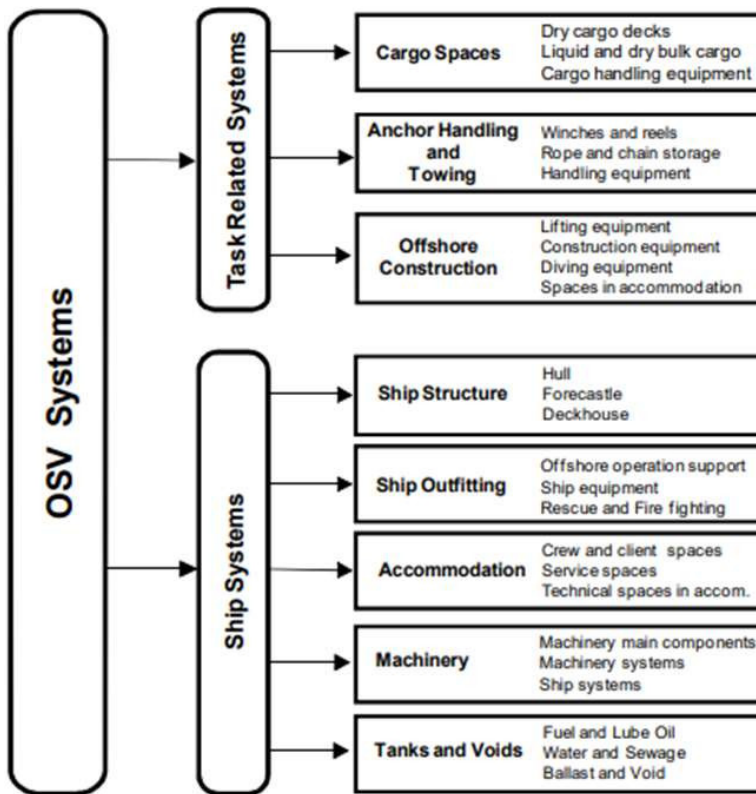 OSV Systems
Task Related Systems
Cargo Spaces
Dry cargo decks
Liquid and dry bulk cargo
Cargo handling equipment
Anchor Handling
and
Towing
Winches and reels
Rope and chain storage
Handling equipment
Offshore
Construction
Lifting equipment
Construction equipment
Diving equipment
Spaces in accommodation
Ship Systems
Ship Structure
Hull
Forecastle
Deckhouse
Ship Outfitting
Offshore operation support
Ship equipment
Rescue and Fire fighting
Accommodation
Crew and client spaces
Service spaces
Technical spaces in accom.
Machinery
Machinery main components
Machinery systems
Ship systems
Tanks and Voids
Fuel and Lube Oil
Water and Sewage
Ballast and Void